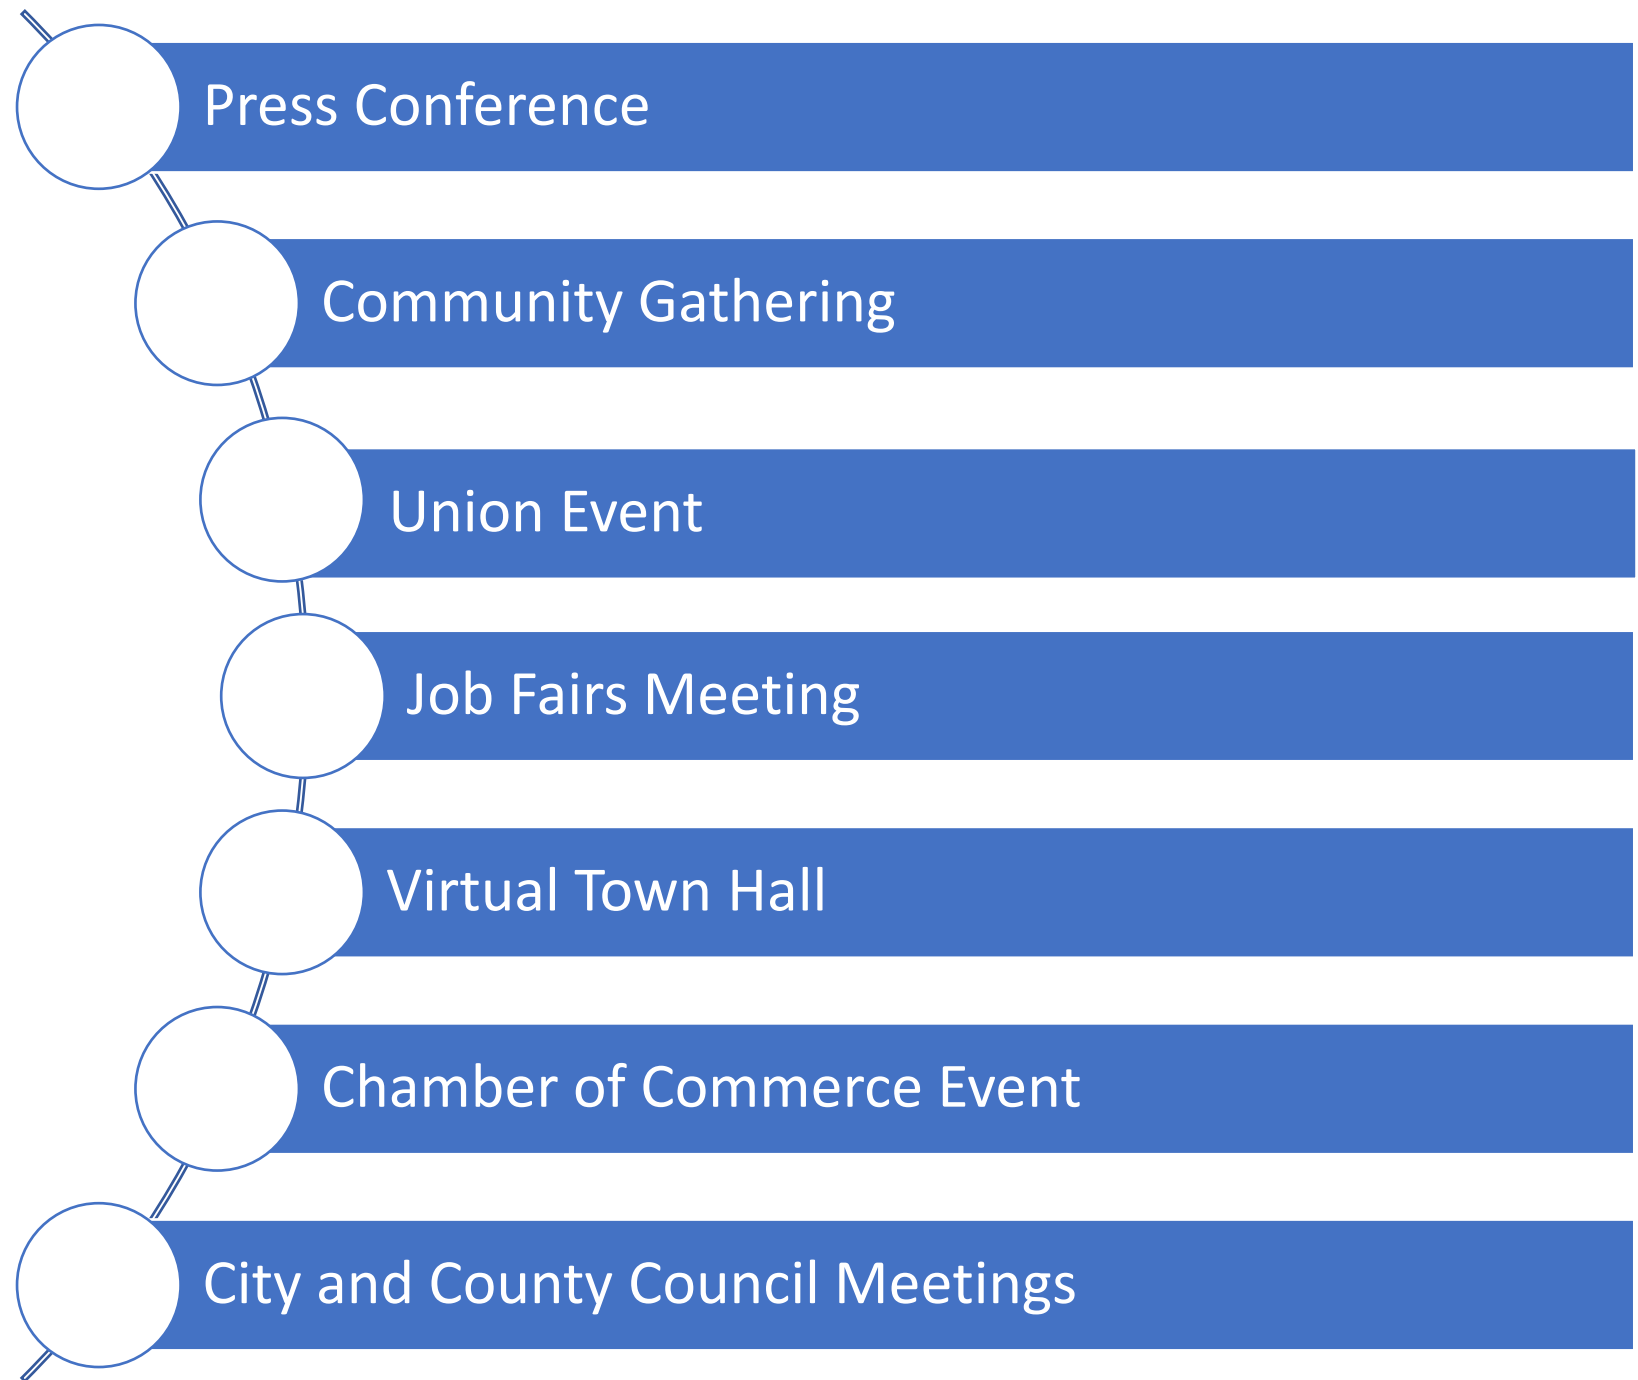 Press Conference
Community Gathering
Union Event
Job Fairs Meeting
Virtual Town Hall
Chamber of Commerce Event
City and County Council Meetings